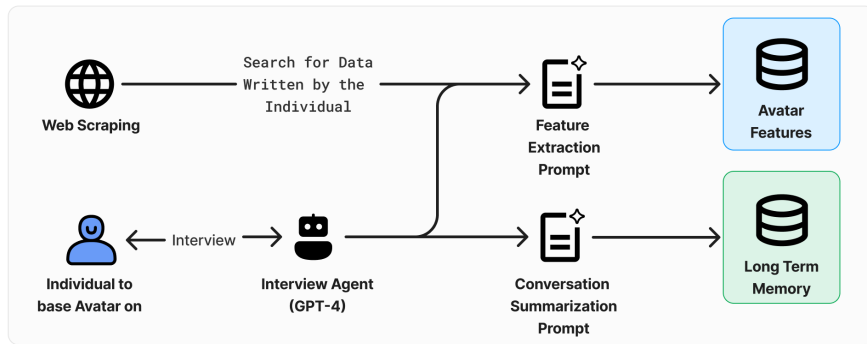 Search for Data
Written by the
Individual
Web Scraping
Feature
Extraction
Prompt
Avatar
Features
Interview
Individual to
base Avatar on
Interview Agent
(GPT-4)
Conversation
Summarization
Prompt
Long Term
Memory